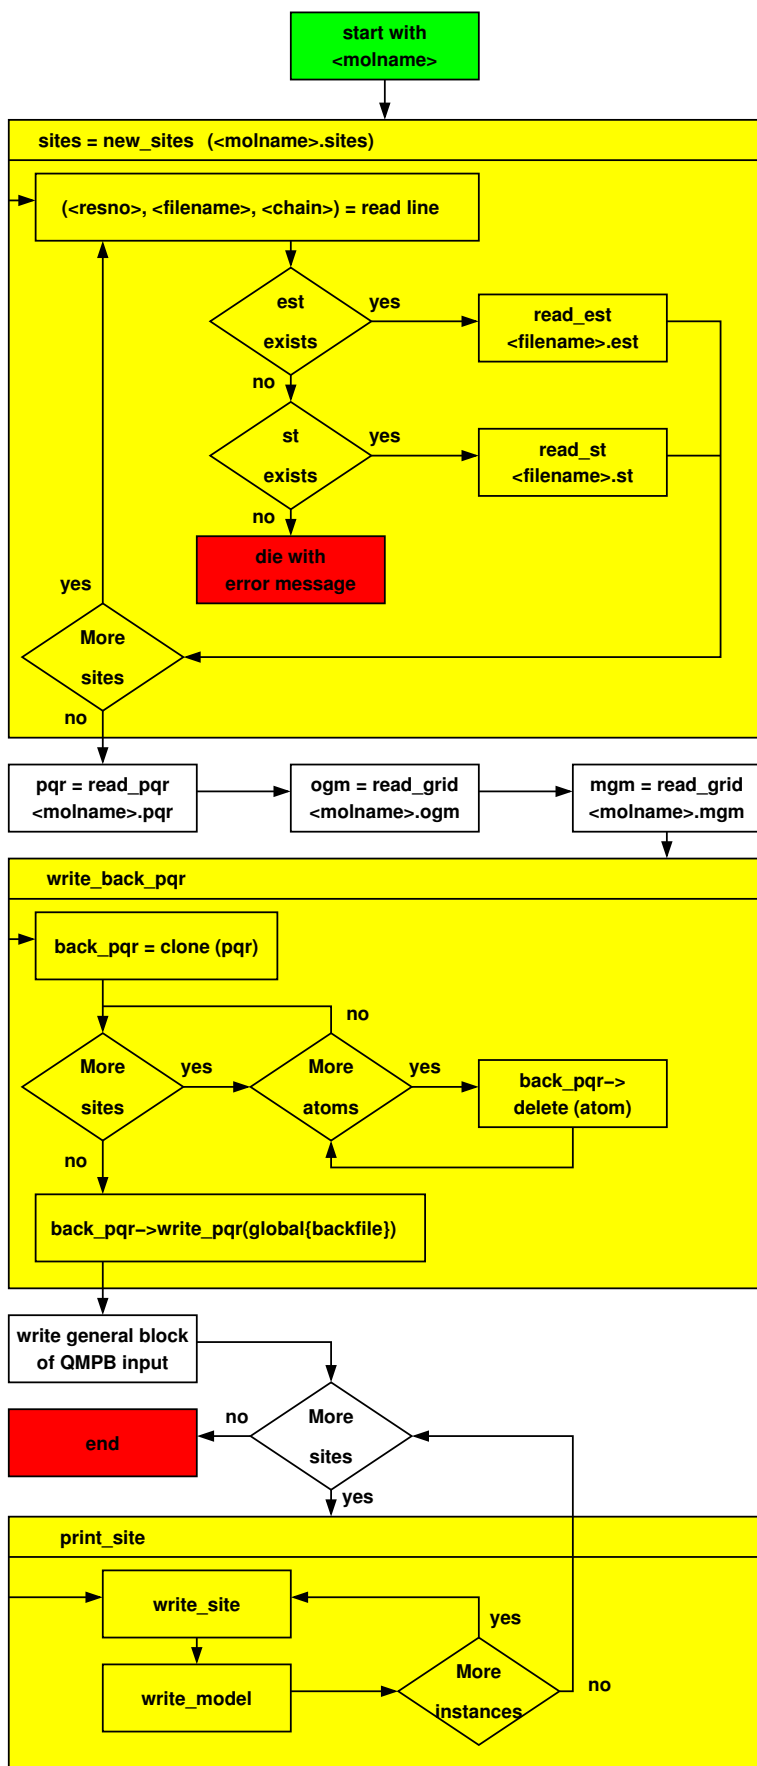 start with
<molname>
sites = new_sites (<molname>.sites)
(<resno>, <filename>, <chain>) = read line
est
exists
yes
read_est
<filename>.est
no
st
exists
yes
read_st
<filename>.st
no
die with
error message
yes
More
sites
no
pqr = read_pqr
<molname>.pqr
ogm = read_grid
<molname>.ogm
mgm = read_grid
<molname>.mgm
write_back_pqr
back_pqr = clone (pqr)
no
More
sites
yes
More
atoms
yes
back_pqr->
delete (atom)
no
back_pqr->write_pqr(global{backfile})
write general block
of QMPB input
More
sites
no
end
yes
print_site
write_site
yes
write_model
More
instances
no